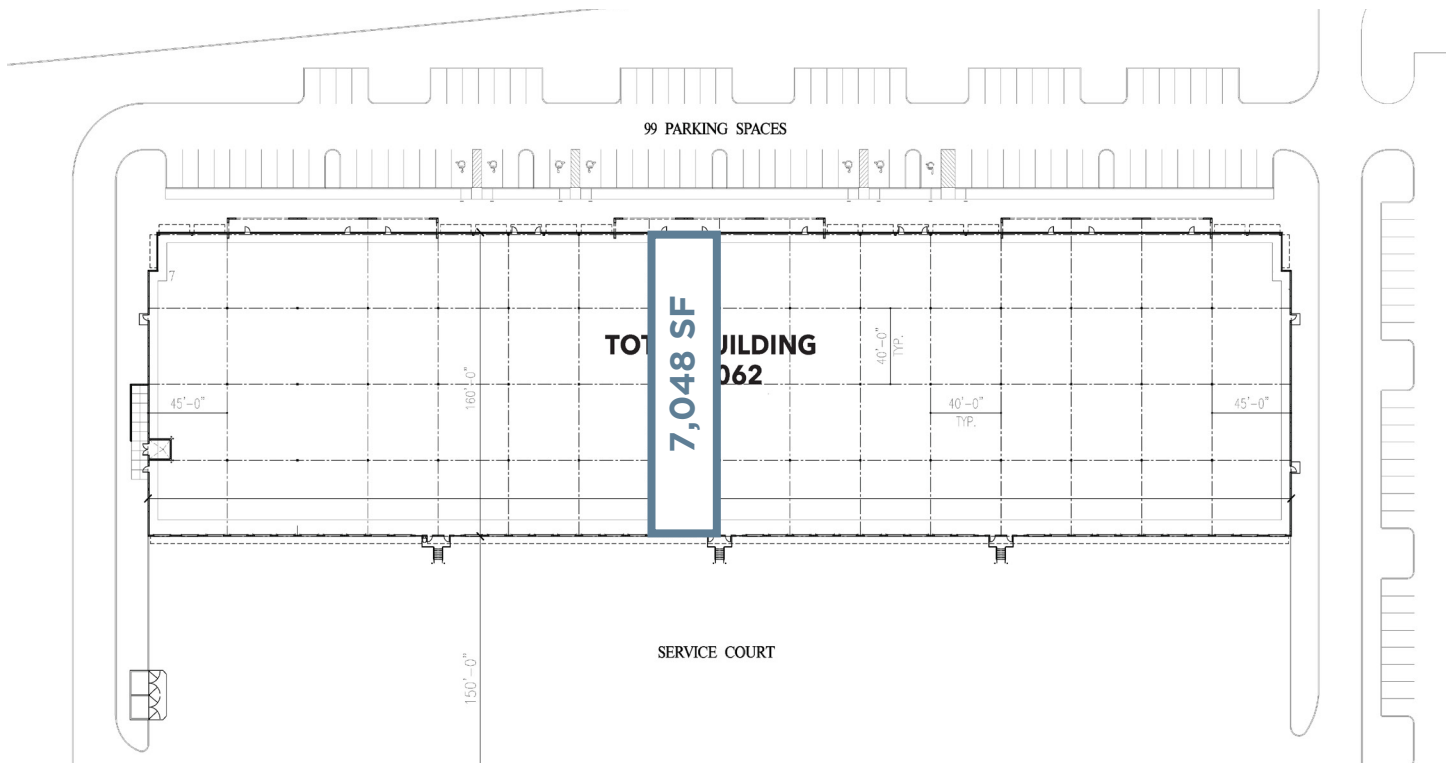 99 PARKING SPACES
7
TOT UILDING
062
7,048 SF
40'-0"
TYP.
160'-0"
45'-0"
40'-0"
TYP.
45'-0"
SERVICE COURT
150'-0"